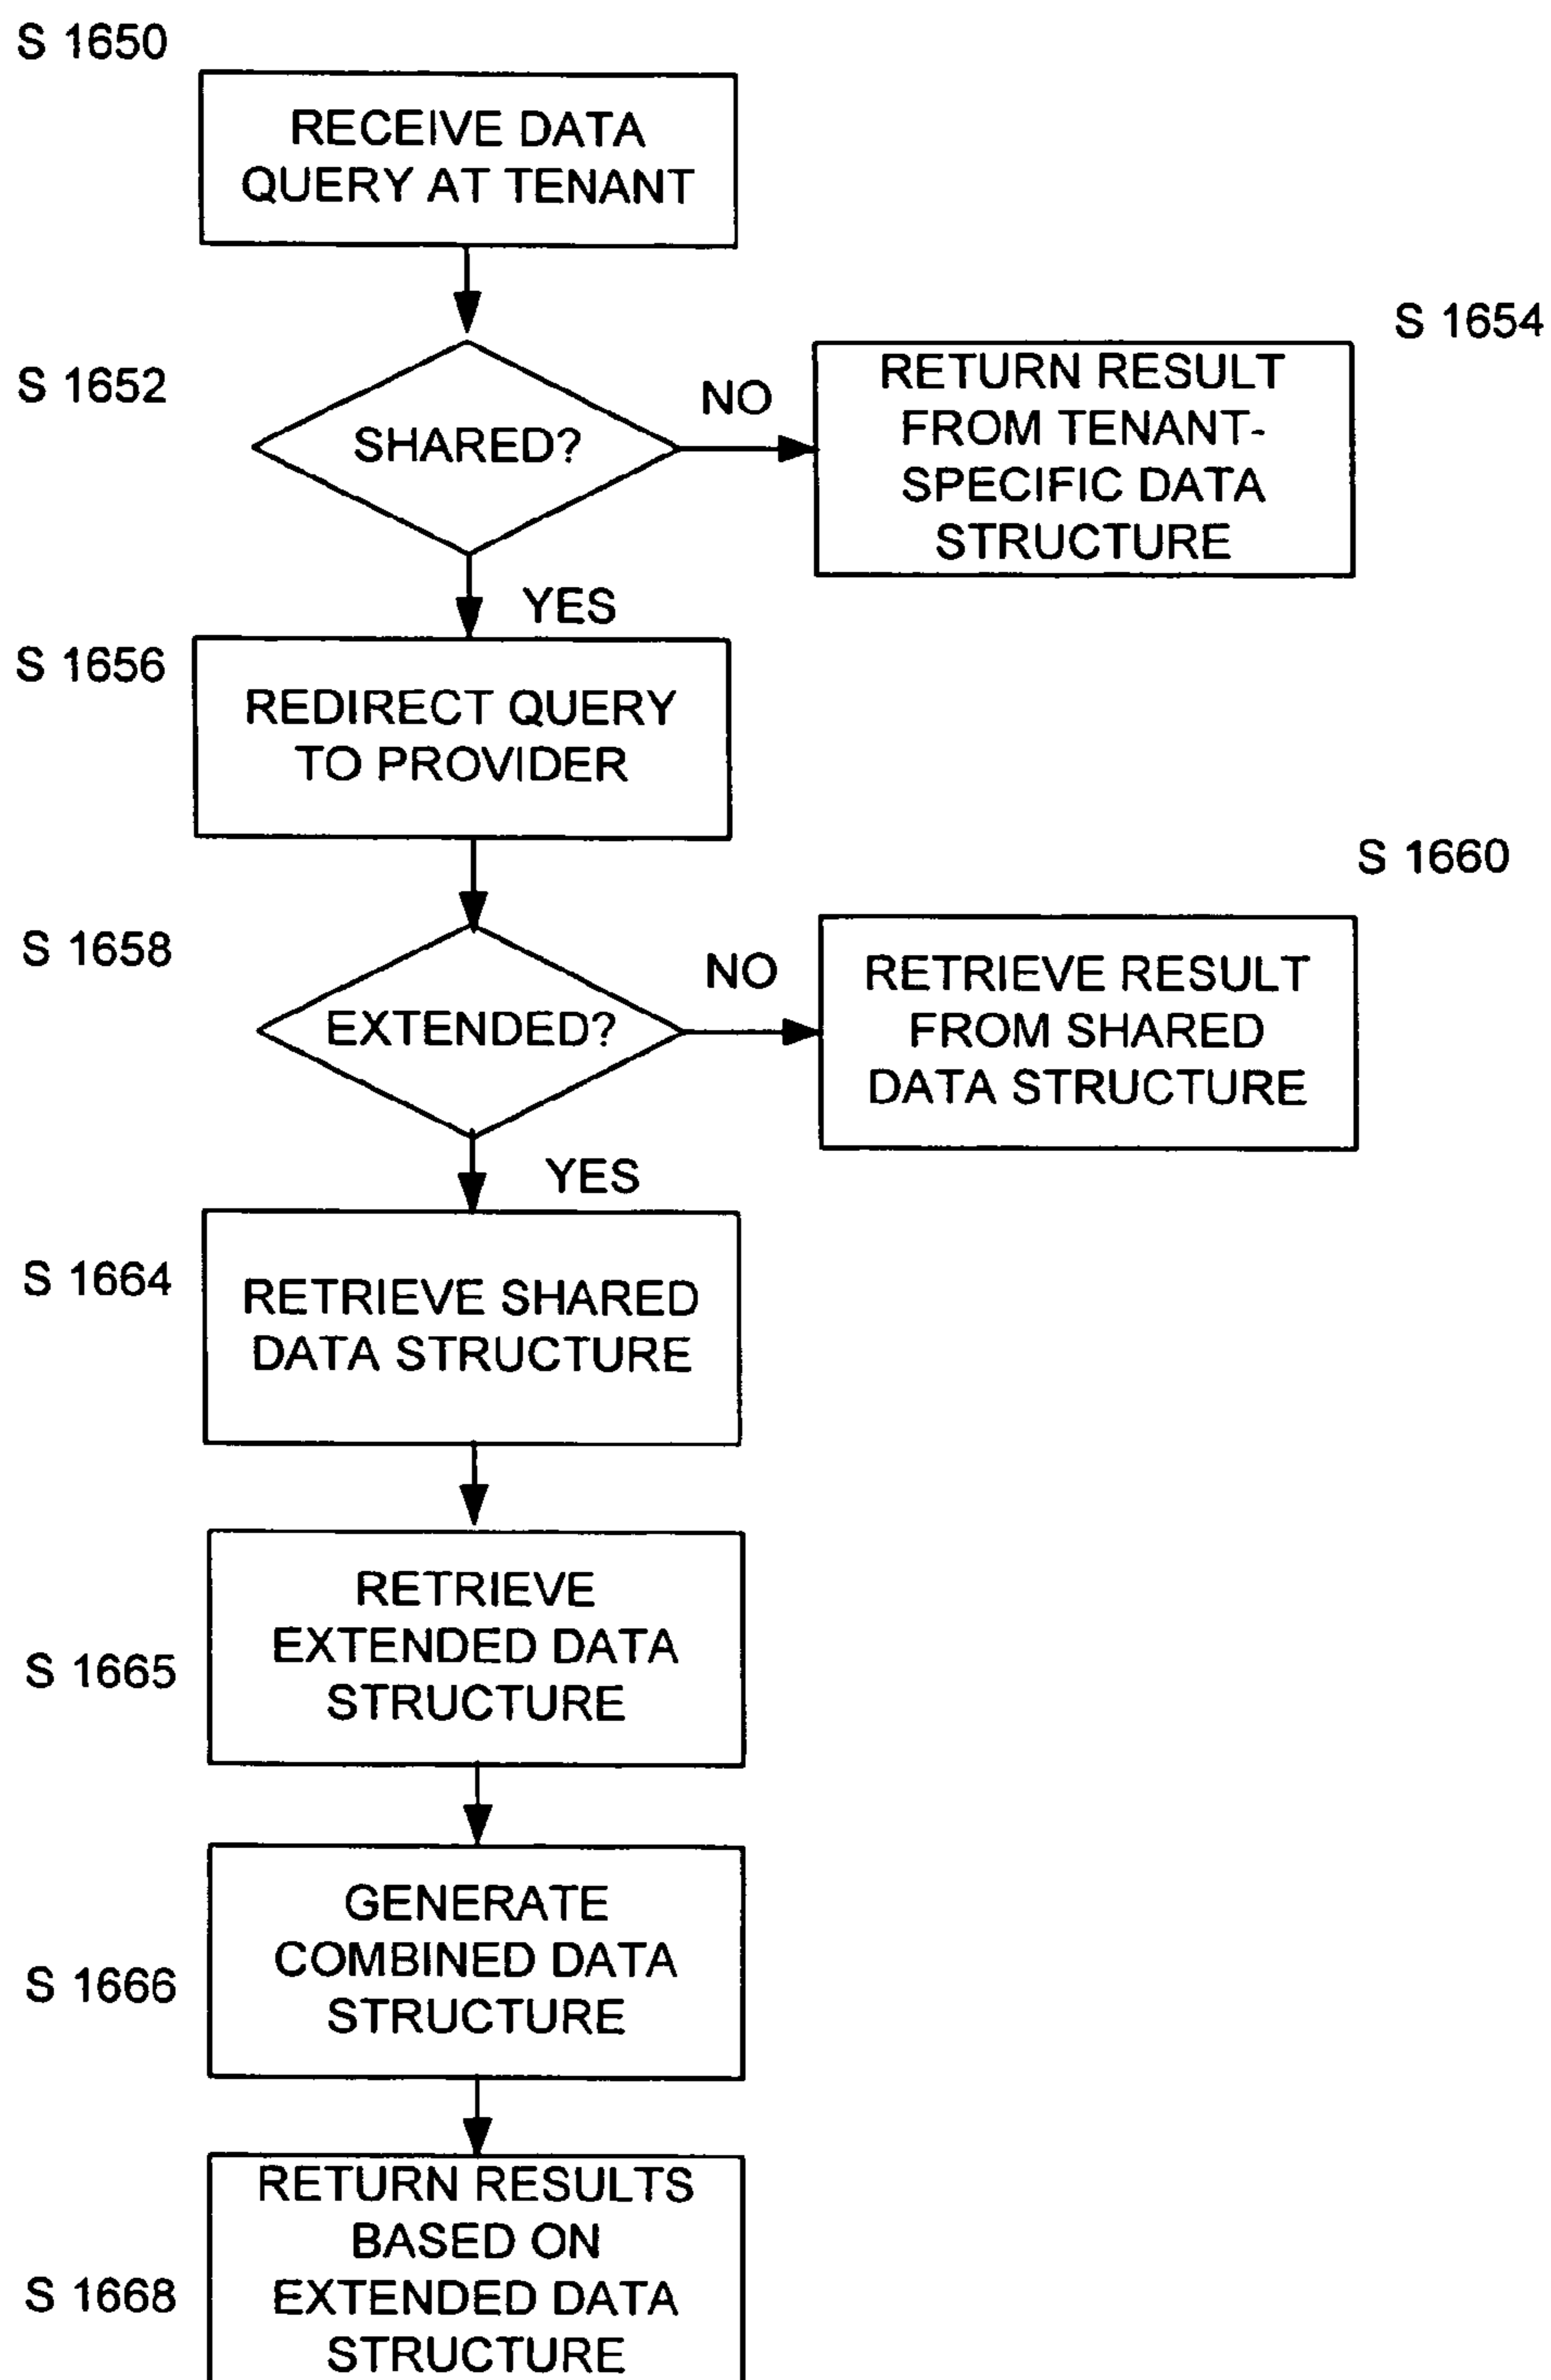 S 1650
RECEIVE DATA
QUERY AT TENANT
S 1652
SHARED?
NO
S 1654
RETURN RESULT
FROM TENANT-
SPECIFIC DATA
STRUCTURE
YES
S 1656
REDIRECT QUERY
TO PROVIDER
S 1658
EXTENDED?
NO
S 1660
RETRIEVE RESULT
FROM SHARED
DATA STRUCTURE
YES
S 1664
RETRIEVE SHARED
DATA STRUCTURE
S 1665
RETRIEVE
EXTENDED DATA
STRUCTURE
S 1666
GENERATE
COMBINED DATA
STRUCTURE
S 1668
RETURN RESULTS
BASED ON
EXTENDED DATA
STRUCTURE